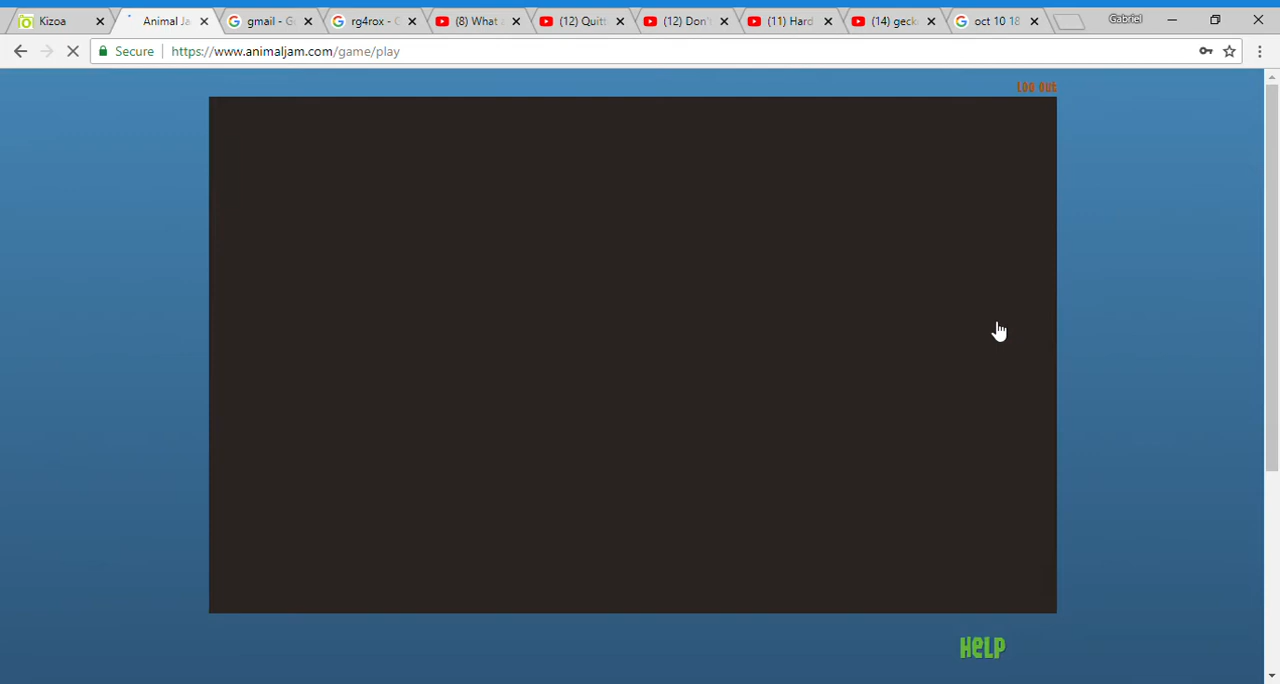 Kizoa
Animal Ja
gmail - G
rg4rox - G
(8) What
(12) Quitt
(12) Don'
(11) Hard
(14) geck
oct 10 18
Gabriel
Secure
https://www.animaljam.com/game/play
Log out
HELP